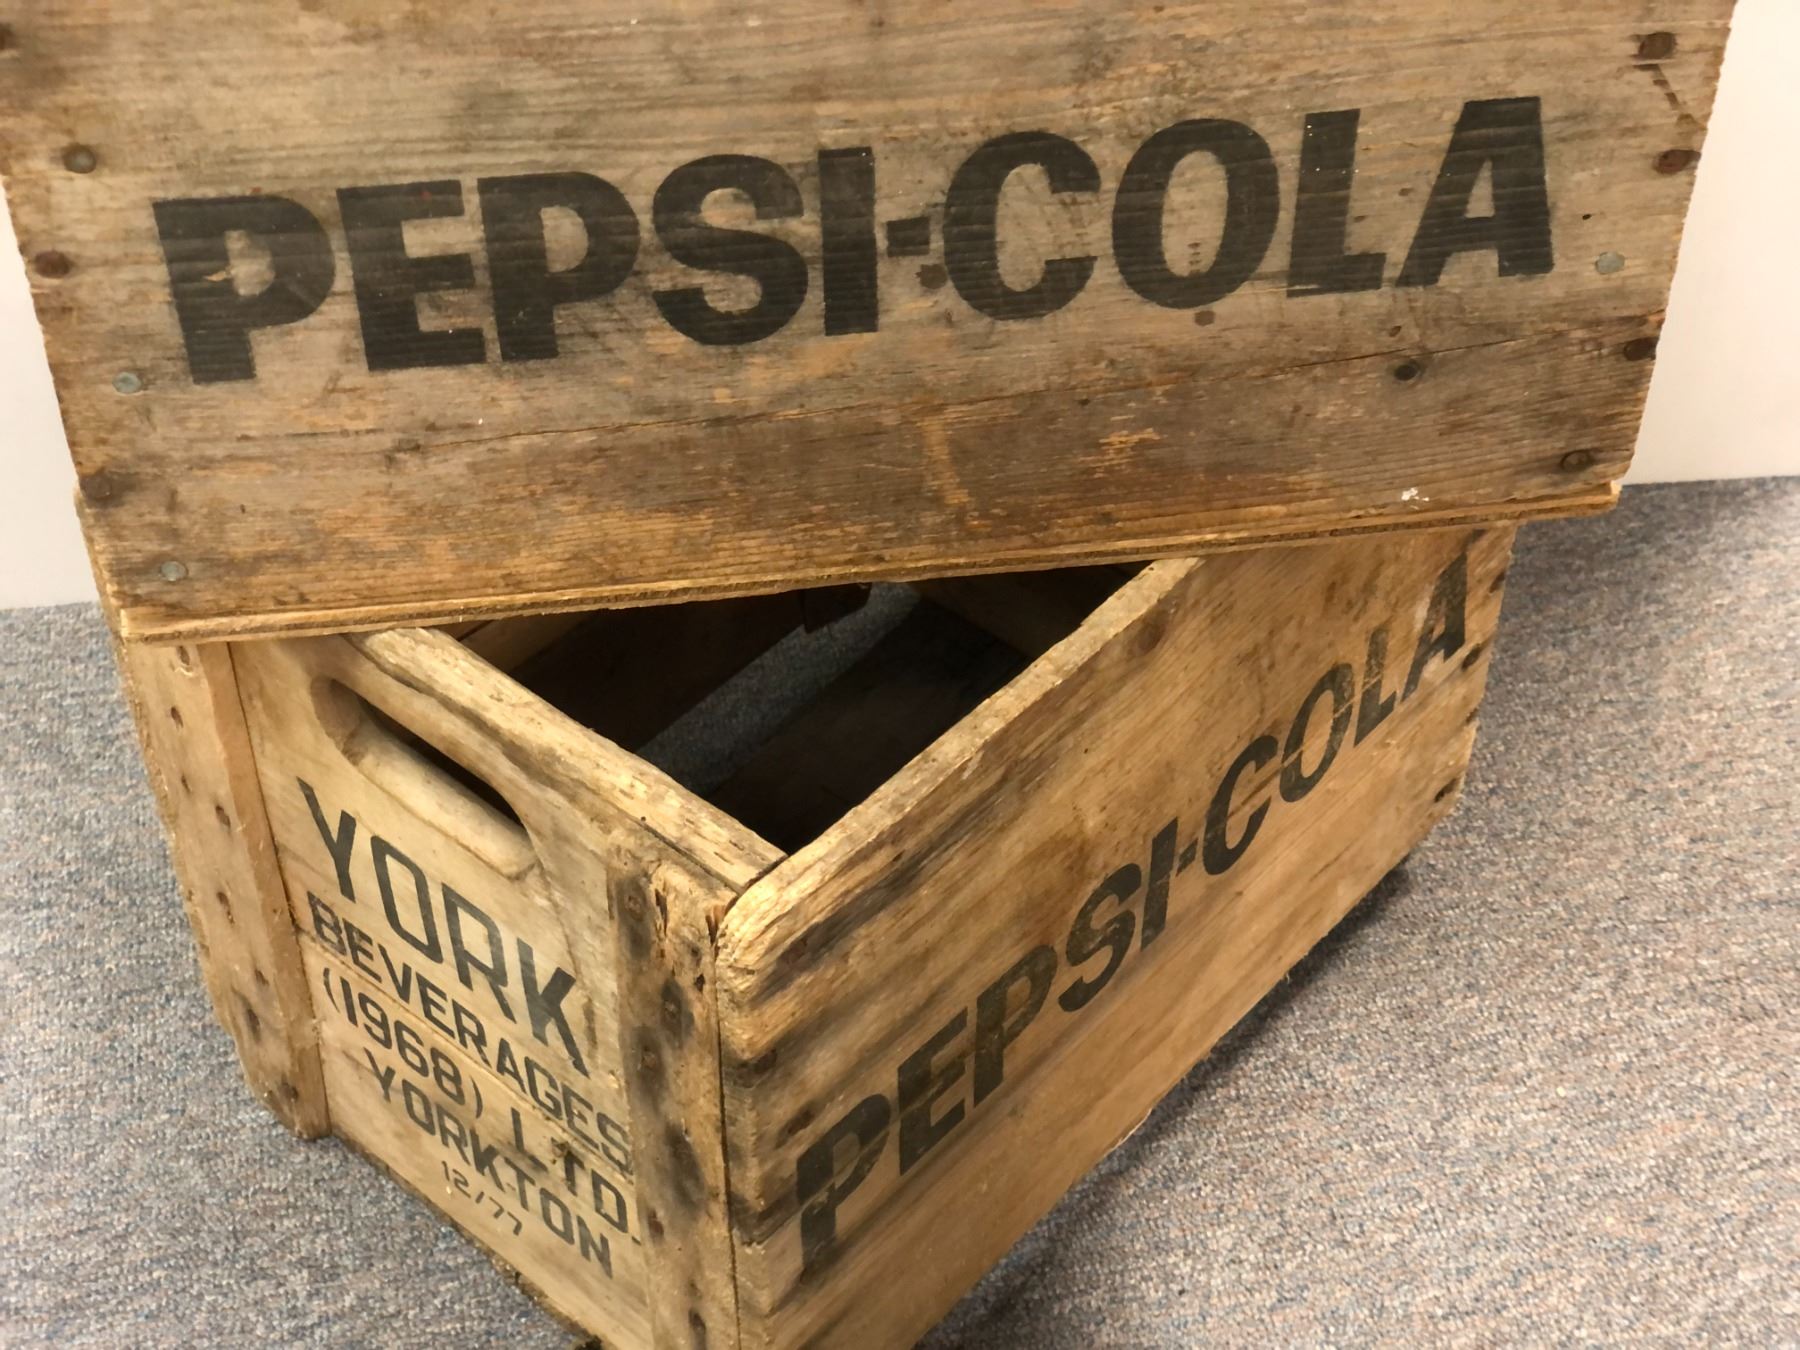 PEPSI-COLA
YORK
BEVERAGES
(1968) LTD.
YORKTON
12/77
PEPSI-COLA